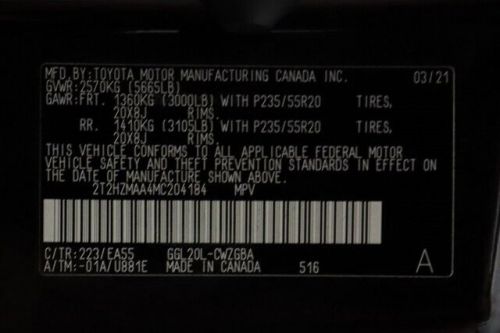 MFD.BY:TOYOTA MOTOR MANUFACTURING CANADA INC. 03/21
GVWR:2570KG (5665LB)
GAWR:FRT. 1360KG (3000LB) WITH P235/55R20 TIRES,
20X8J RIMS.
RR. 1410KG (3105LB) WITH P235/55R20 TIRES,
20X8J RIMS.
THIS VEHICLE CONFORMS TO ALL APPLICABLE FEDERAL MOTOR
VEHICLE SAFETY AND THEFT PREVENTION STANDARDS IN EFFECT ON
THE DATE OF MANUFACTURE SHOWN ABOVE.
2T2HZMAA4MC204184 MPV
C/TR:223/EA55 GGL20L-CWZGBA
A/TM:-01A/U881E MADE IN CANADA 516 A